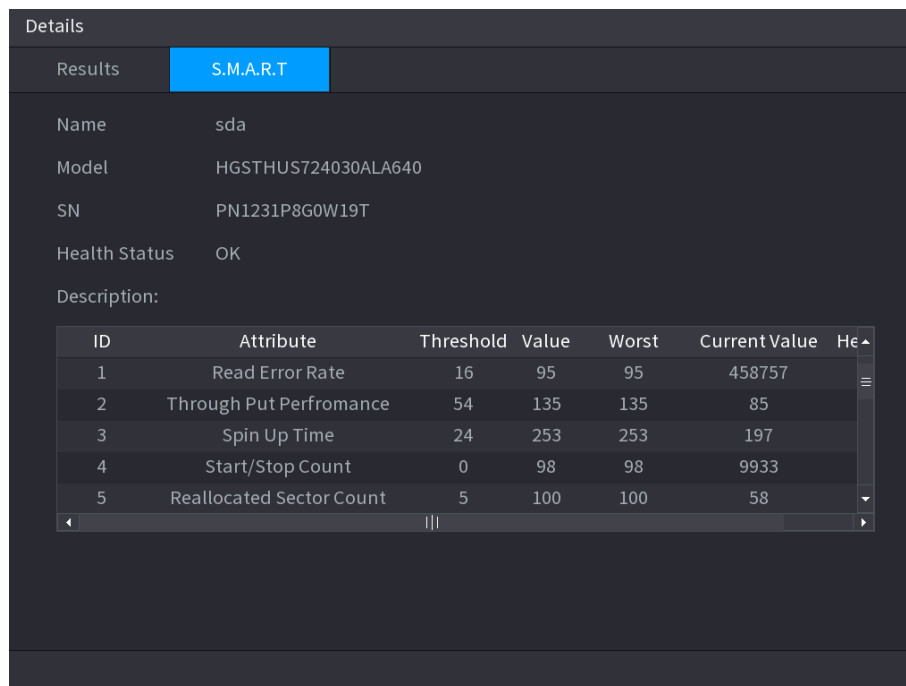 Details
Results S.M.A.R.T
Name sda
Model HGSTHUS724030ALA640
SN PN1231P8G0W19T
Health Status OK
Description:
ID Attribute Threshold Value Worst Current Value He
1 Read Error Rate 16 95 95 458757
2 Through Put Perfromance 54 135 135 85
3 Spin Up Time 24 253 253 197
4 Start/Stop Count 0 98 98 9933
5 Reallocated Sector Count 5 100 100 58